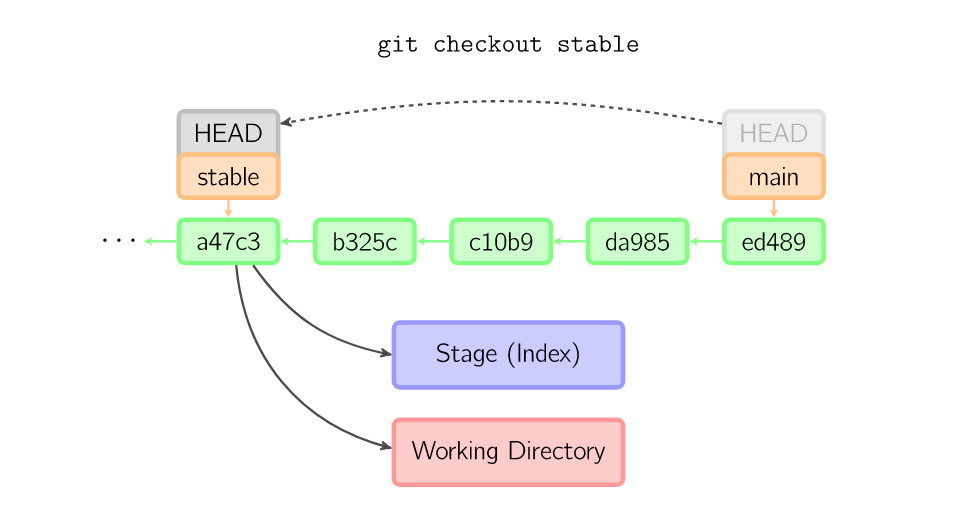 git checkout stable
HEAD
HEAD
stable
main
...
a47c3
b325c
c10b9
da985
ed489
Stage (Index)
Working Directory